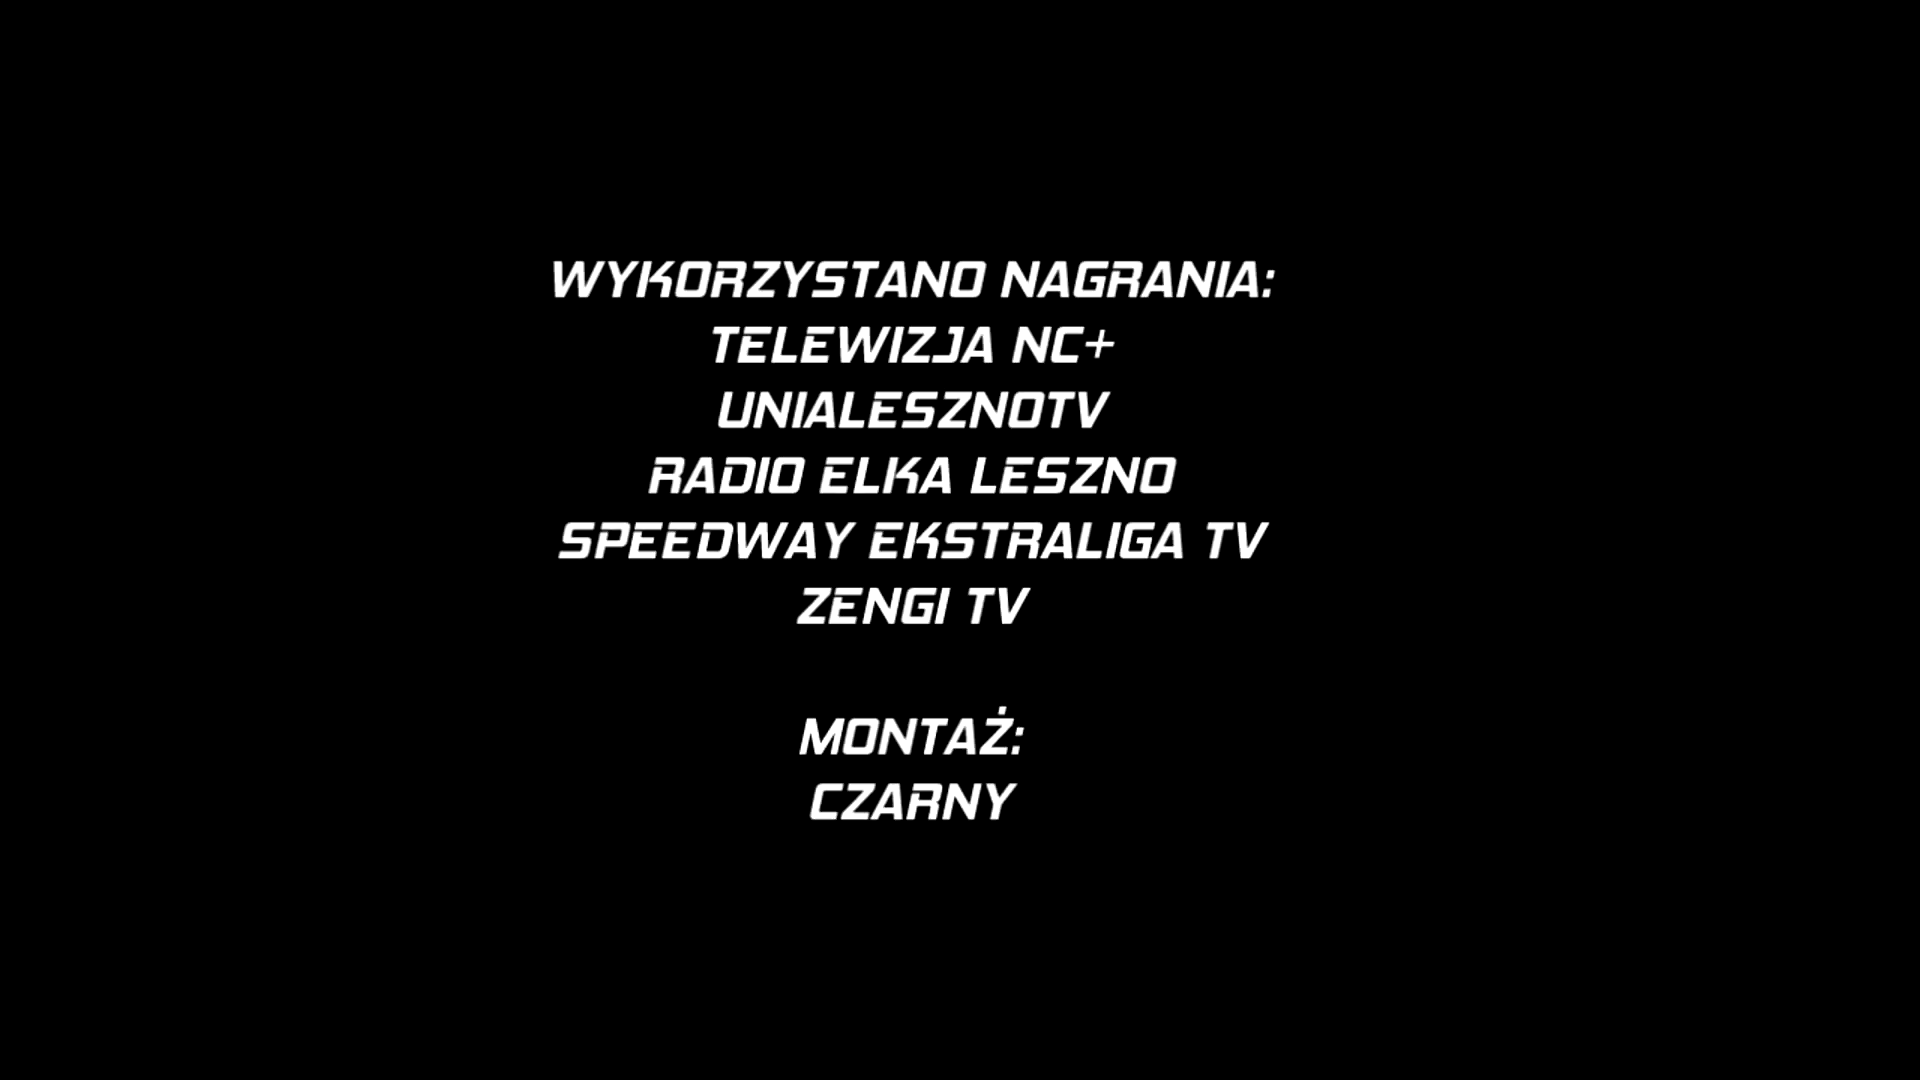 WYKORZYSTANO NAGRANIA:
TELEWIZJA NC+
UNIALESZNOTV
RADIO ELKA LESZNO
SPEEDWAY EKSTRALIGA TV
ZENGI TV
MONTAŻ:
CZARNY